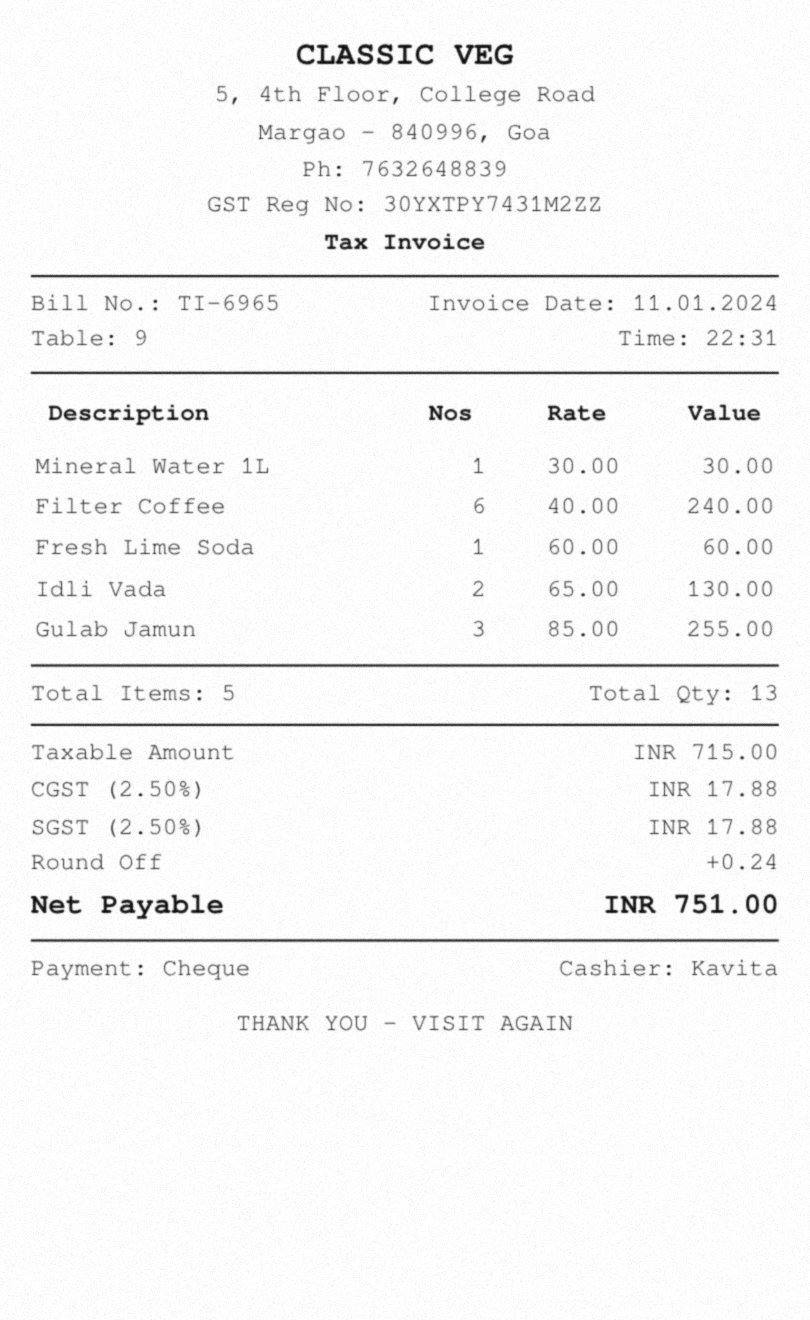 CLASSIC VEG
5, 4th Floor, College Road
Margao - 840996, Goa
Ph: 7632648839
GST Reg No: 30YXTPY7431M2ZZ
Tax Invoice
Bill No.: TI-6965 Invoice Date: 11.01.2024
Table: 9 Time: 22:31
Description Nos Rate Value
Mineral Water 1L 1 30.00 30.00
Filter Coffee 6 40.00 240.00
Fresh Lime Soda 1 60.00 60.00
Idli Vada 2 65.00 130.00
Gulab Jamun 3 85.00 255.00
Total Items: 5 Total Qty: 13
Taxable Amount INR 715.00
CGST (2.50%) INR 17.88
SGST (2.50%) INR 17.88
Round Off +0.24
Net Payable INR 751.00
Payment: Cheque Cashier: Kavita
THANK YOU - VISIT AGAIN